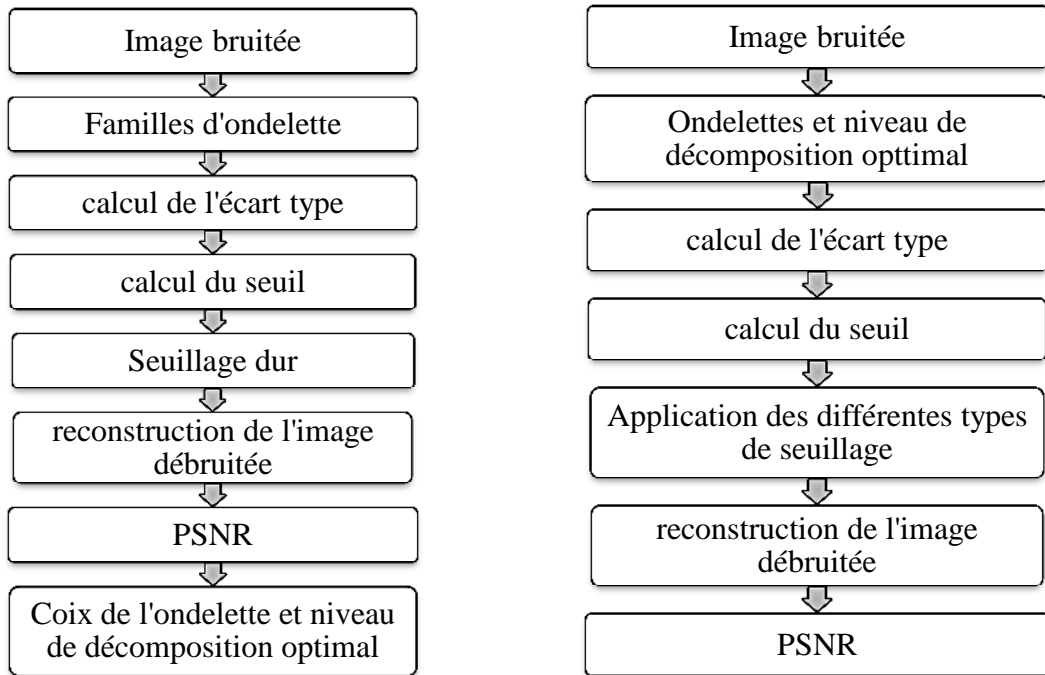 Image bruitée
Familles d'ondelette
calcul de l'écart type
calcul du seuil
Seuillage dur
reconstruction de l'image
débruitée
PSNR
Coix de l'ondelette et niveau
de décomposition optimal
Image bruitée
Ondelettes et niveau de
décomposition opttimal
calcul de l'écart type
calcul du seuil
Application des différentes types
de seuillage
reconstruction de l'image
débruitée
PSNR